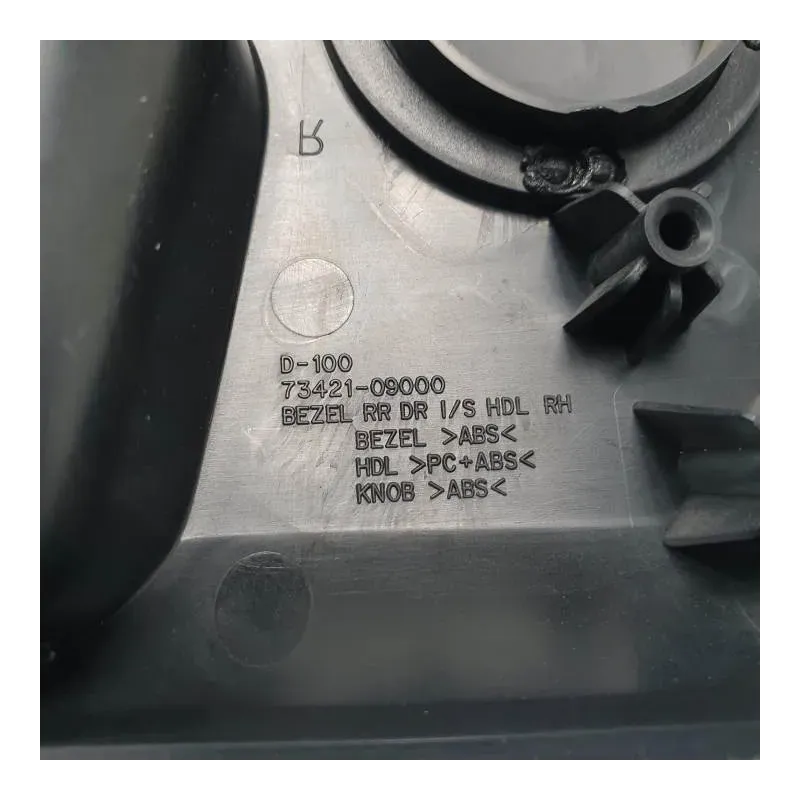 R
D-100
73421-09000
BEZEL RR DR I/S HDL RH
BEZEL >ABS<
HDL >PC+ABS<
KNOB >ABS<